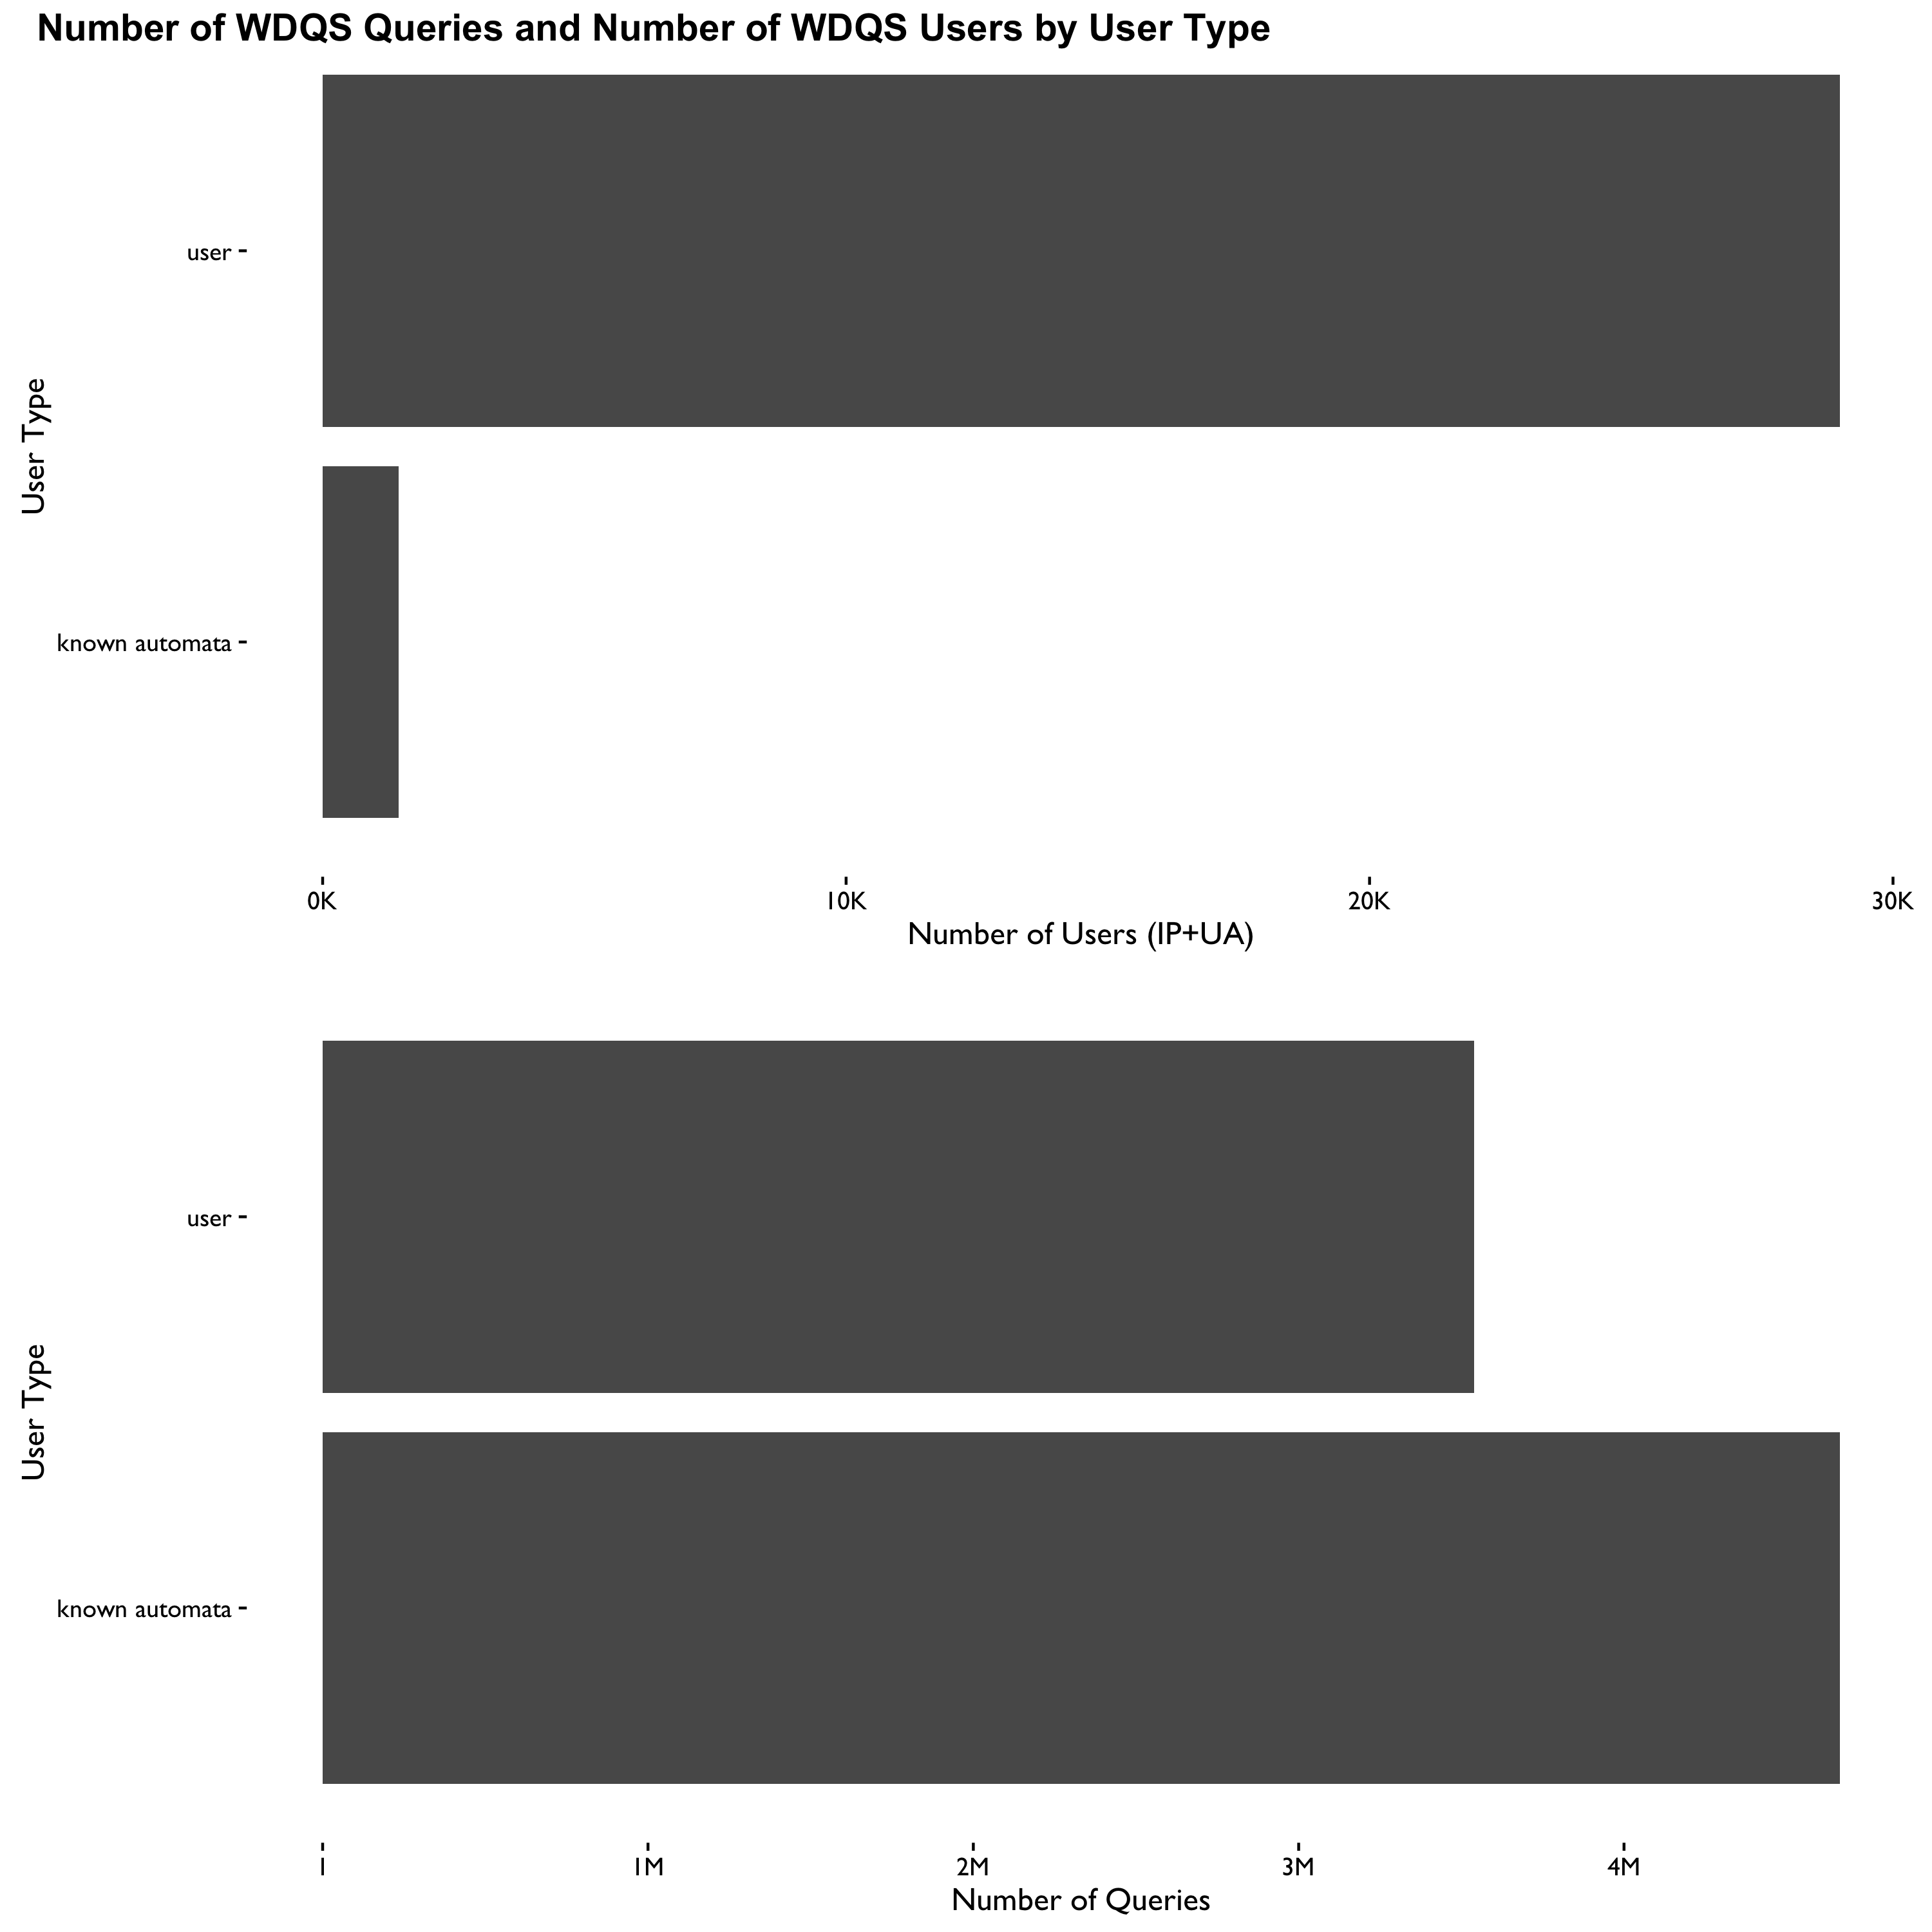 Number of WDQS Queries and Number of WDQS Users by User Type
User Type
user
known automata
0K 10K 20K 30K
Number of Users (IP+UA)
User Type
user
known automata
1 1M 2M 3M 4M
Number of Queries